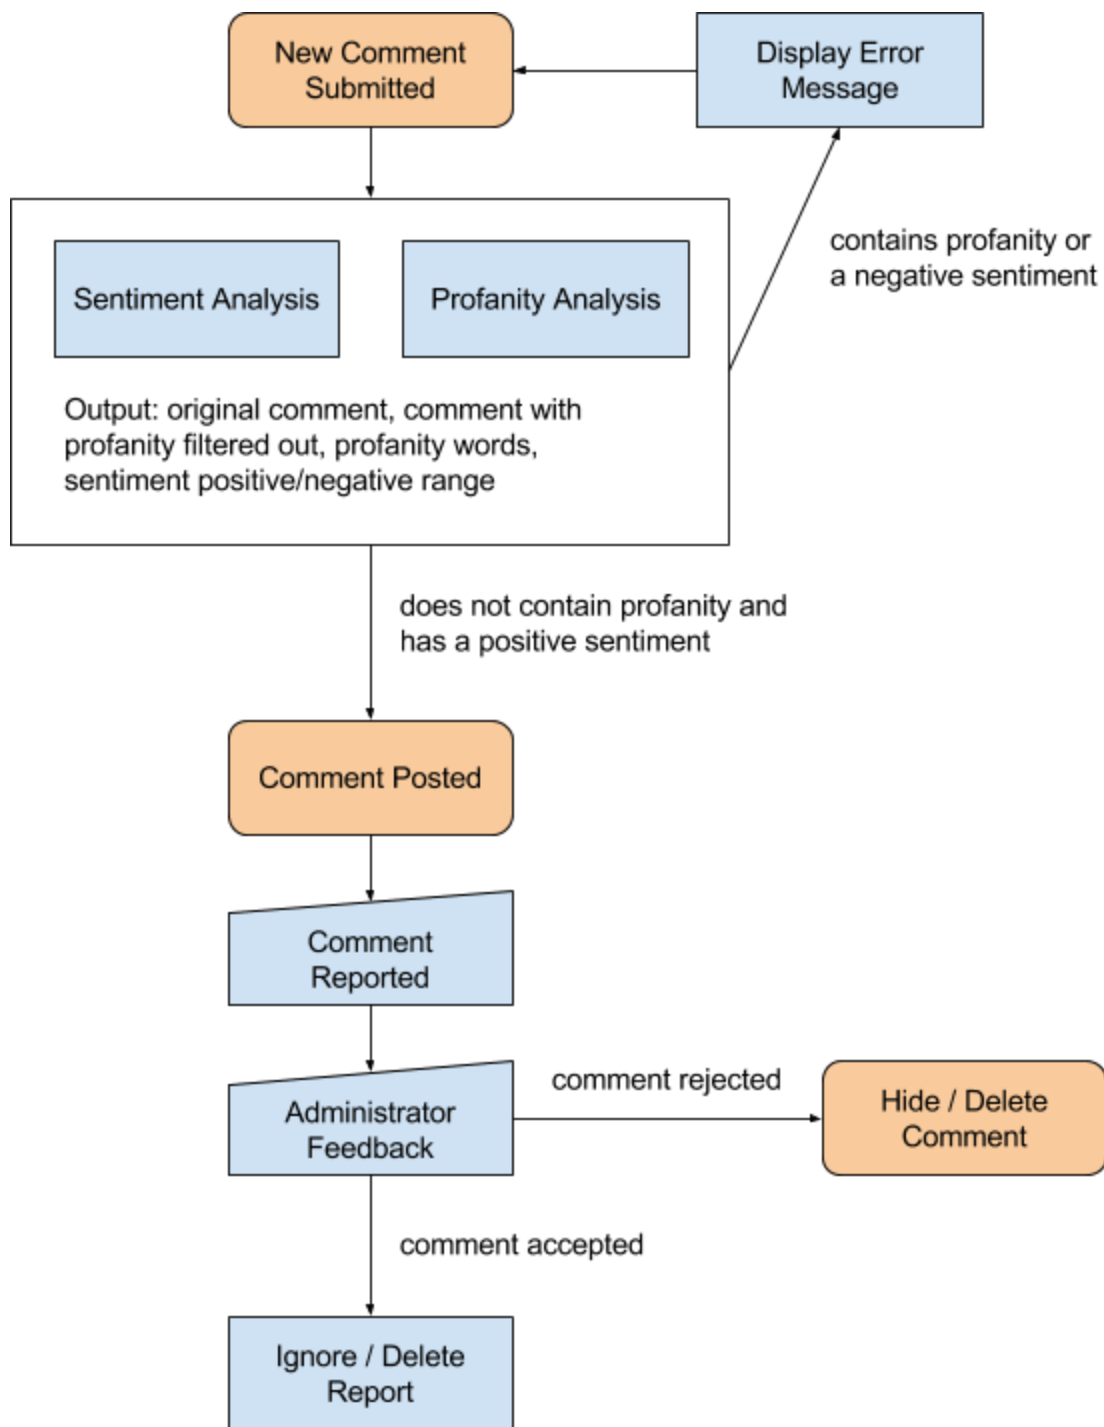 New Comment
Submitted
Display Error
Message
contains profanity or
a negative sentiment
Sentiment Analysis
Profanity Analysis
Output: original comment, comment with
profanity filtered out, profanity words,
sentiment positive/negative range
does not contain profanity and
has a positive sentiment
Comment Posted
Comment
Reported
Administrator
Feedback
comment rejected
Hide / Delete
Comment
comment accepted
Ignore / Delete
Report